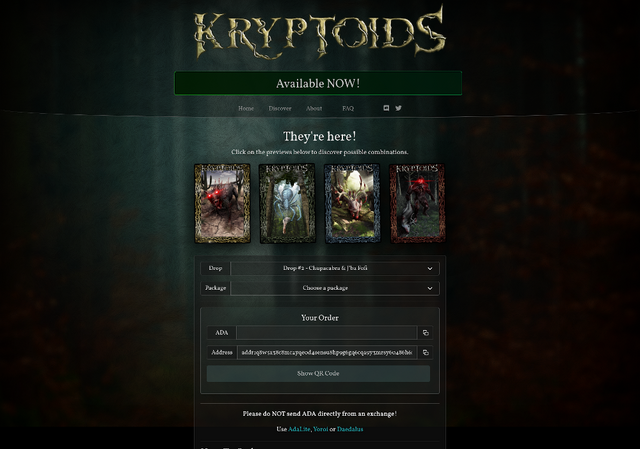 KRYPTOIDS
Available NOW!
Home Discover About FAQ
They're here!
Click on the previews below to discover possible combinations.
KRYPTOIDS KRYPTOIDS KRYPTOIDS KRYPTOIDS
Drop Drop #2 - Chupacabra & J'ba Fofi
Package Choose a package
Your Order
ADA
Address
Show QR Code
Please do NOT send ADA directly from an exchange!
Use AdaLite, Yoroi or Daedalus